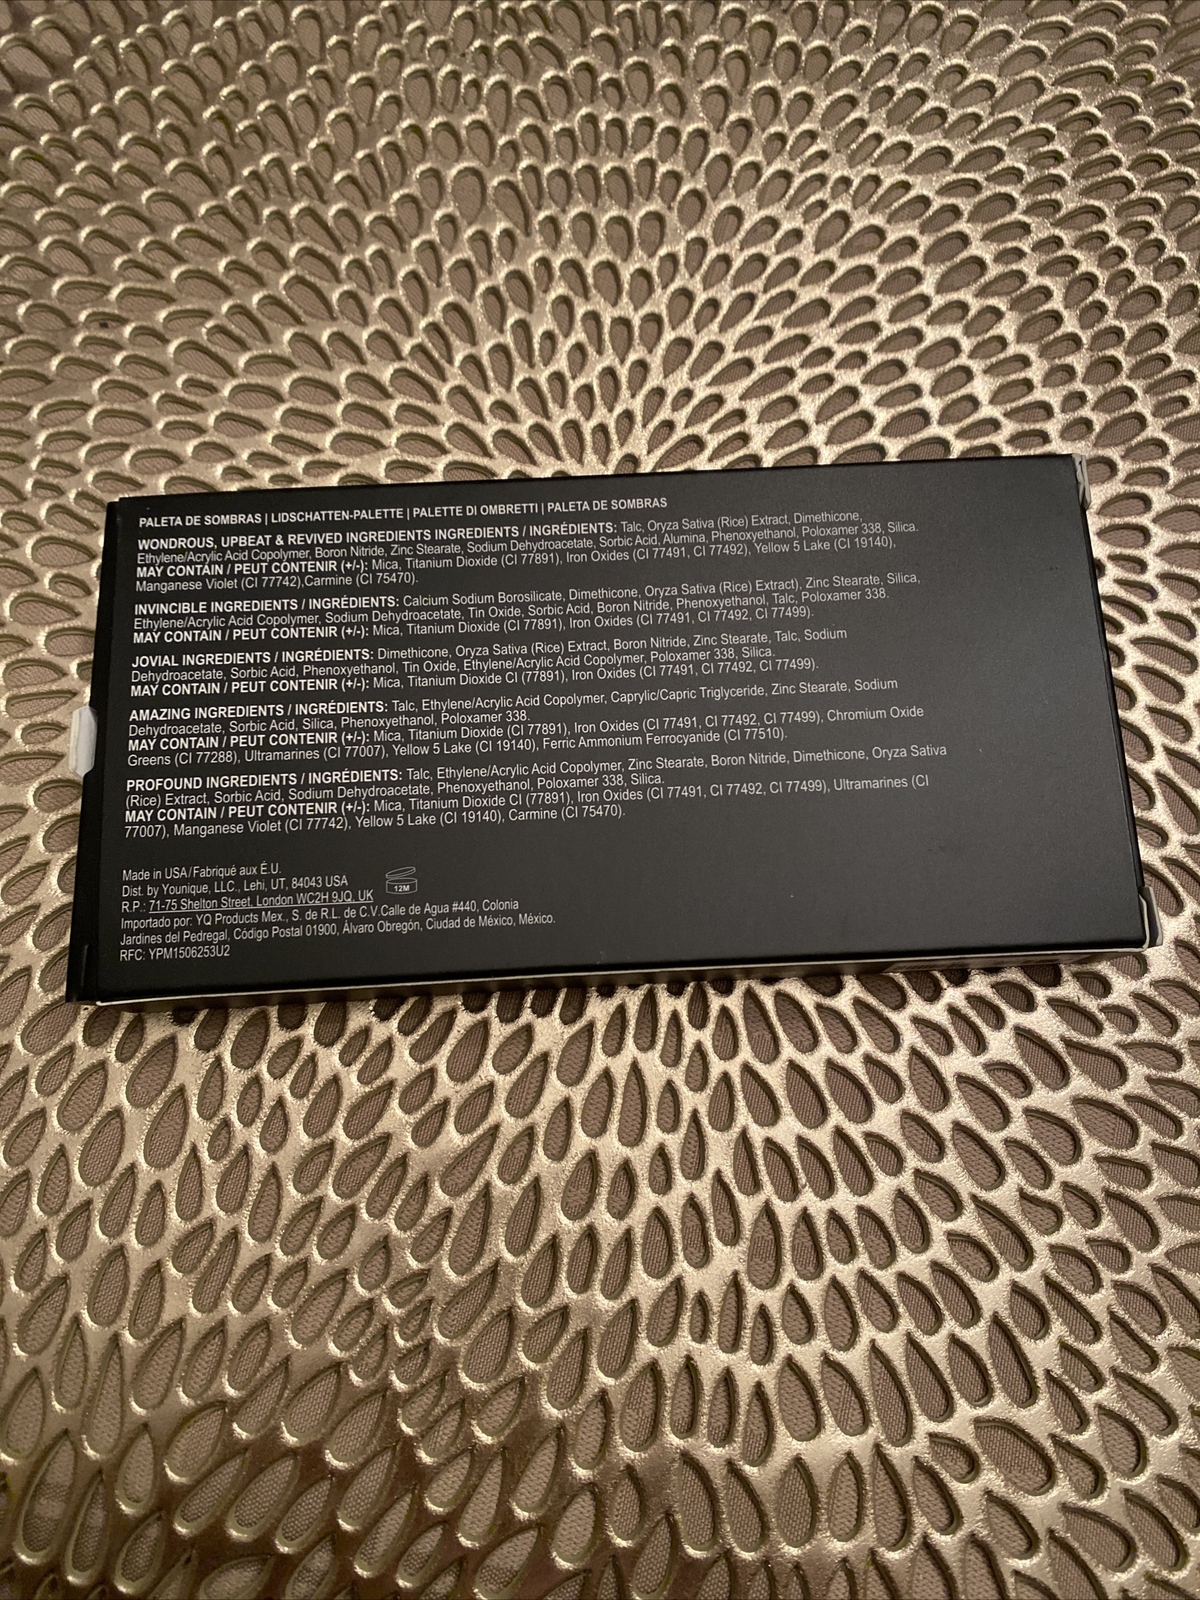 PALETA DE SOMBRAS | LIDSCHATTEN-PALETTE | PALETTE DI OMBRETTI | PALETA DE SOMBRAS
WONDROUS, UPBEAT & REVIVED INGREDIENTS INGREDIENTS / INGRÉDIENTS: Talc, Oryza Sativa (Rice) Extract, Dimethicone,
Ethylene/Acrylic Acid Copolymer, Boron Nitride, Zinc Stearate, Sodium Dehydroacetate, Sorbic Acid, Alumina, Phenoxyethanol, Poloxamer 338, Silica.
MAY CONTAIN / PEUT CONTENIR (+/-): Mica, Titanium Dioxide (CI 77891), Iron Oxides (CI 77491, CI 77492), Yellow 5 Lake (CI 19140),
Manganese Violet (CI 77742),Carmine (CI 75470).
INVINCIBLE INGREDIENTS / INGRÉDIENTS: Calcium Sodium Borosilicate, Dimethicone, Oryza Sativa (Rice) Extract), Zinc Stearate, Silica,
Ethylene/Acrylic Acid Copolymer, Sodium Dehydroacetate, Tin Oxide, Sorbic Acid, Boron Nitride, Phenoxyethanol, Talc, Poloxamer 338.
MAY CONTAIN / PEUT CONTENIR (+/-): Mica, Titanium Dioxide (CI 77891), Iron Oxides (CI 77491, CI 77492, CI 77499).
JOVIAL INGREDIENTS / INGRÉDIENTS: Dimethicone, Oryza Sativa (Rice) Extract, Boron Nitride, Zinc Stearate, Talc, Sodium
Dehydroacetate, Sorbic Acid, Phenoxyethanol, Tin Oxide, Ethylene/Acrylic Acid Copolymer, Poloxamer 338, Silica.
MAY CONTAIN / PEUT CONTENIR (+/-): Mica, Titanium Dioxide CI (77891), Iron Oxides (CI 77491, CI 77492, CI 77499).
AMAZING INGREDIENTS / INGRÉDIENTS: Talc, Ethylene/Acrylic Acid Copolymer, Caprylic/Capric Triglyceride, Zinc Stearate, Sodium
Dehydroacetate, Sorbic Acid, Silica, Phenoxyethanol, Poloxamer 338.
MAY CONTAIN / PEUT CONTENIR (+/-): Mica, Titanium Dioxide (CI 77891), Iron Oxides (CI 77491, CI 77492, CI 77499), Chromium Oxide
Greens (CI 77288), Ultramarines (CI 77007), Yellow 5 Lake (CI 19140), Ferric Ammonium Ferrocyanide (CI 77510).
PROFOUND INGREDIENTS / INGRÉDIENTS: Talc, Ethylene/Acrylic Acid Copolymer, Zinc Stearate, Boron Nitride, Dimethicone, Oryza Sativa
(Rice) Extract, Sorbic Acid, Sodium Dehydroacetate, Phenoxyethanol, Poloxamer 338, Silica.
MAY CONTAIN / PEUT CONTENIR (+/-): Mica, Titanium Dioxide CI (77891), Iron Oxides (CI 77491, CI 77492, CI 77499), Ultramarines (CI
77007), Manganese Violet (CI 77742), Yellow 5 Lake (CI 19140), Carmine (CI 75470).
Made in USA/Fabriqué aux É.U.
Dist. by Younique, LLC., Lehi, UT, 84043 USA
12M
R.P.: 71-75 Shelton Street, London WC2H 9JQ, UK
Importado por: YQ Products Mex., S. de R.L. de C.V.Calle de Agua #440, Colonia
Jardines del Pedregal, Código Postal 01900, Álvaro Obregón, Ciudad de México, México.
RFC: YPM1506253U2